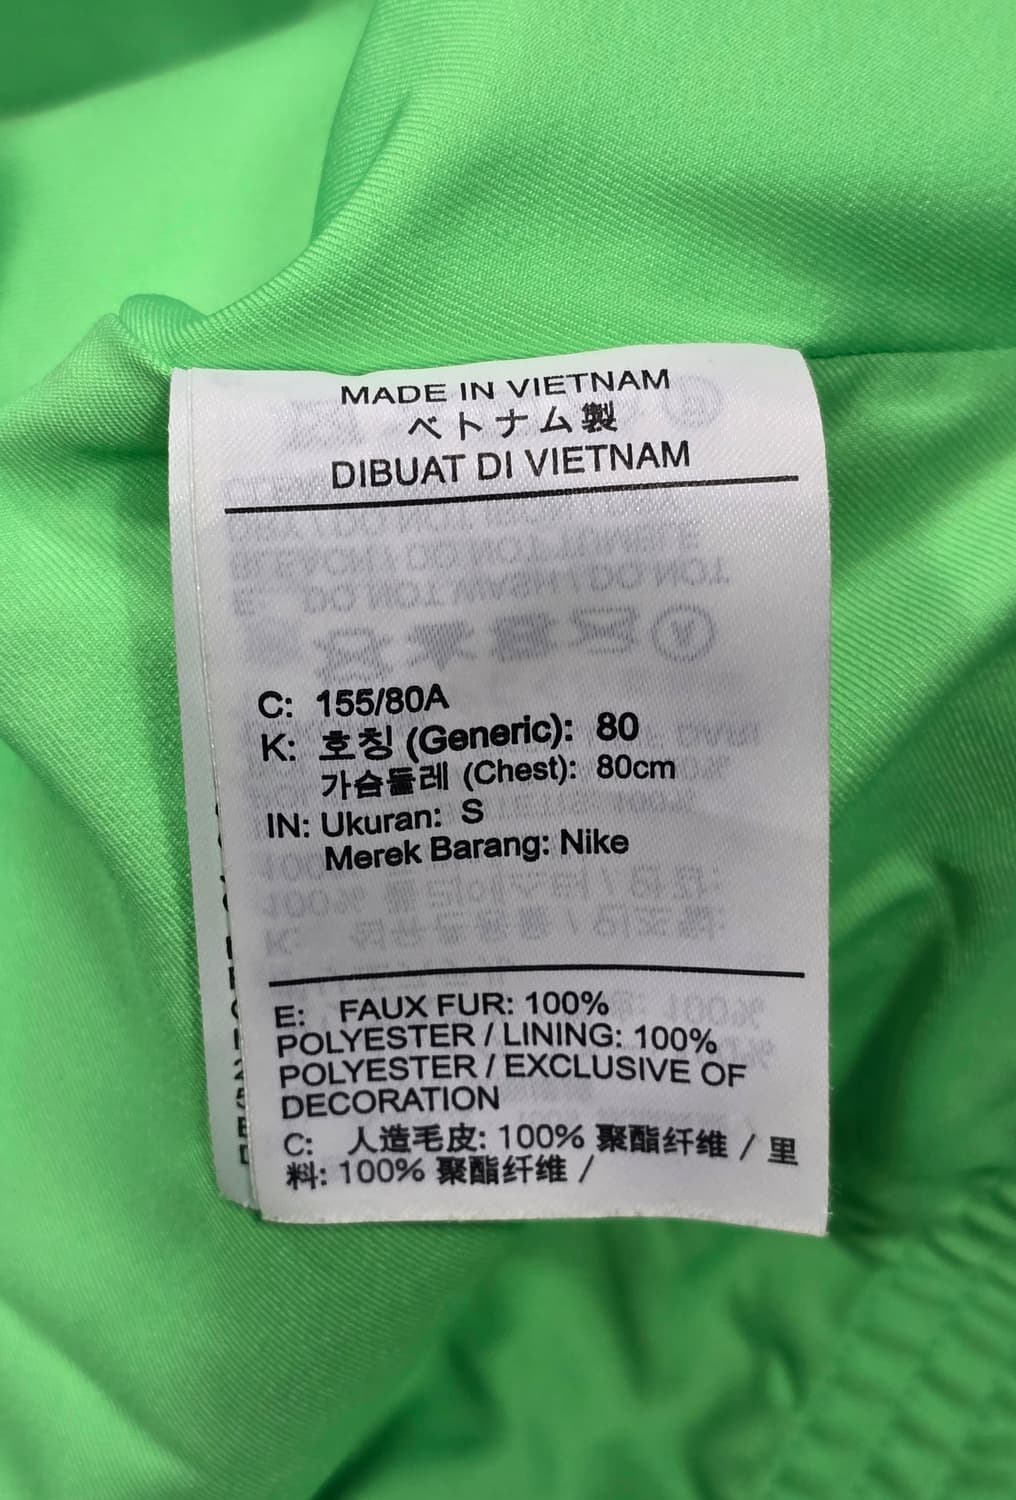 MADE IN VIETNAM
ベトナム製
DIBUAT DI VIETNAM
C: 155/80A
K: 호칭 (Generic): 80
가슴둘레 (Chest): 80cm
IN: Ukuran: S
Merek Barang: Nike
E: FAUX FUR: 100%
POLYESTER / LINING: 100%
POLYESTER / EXCLUSIVE OF
DECORATION
C: 人造毛皮: 100% 聚酯纤维 / 里
料: 100% 聚酯纤维 /